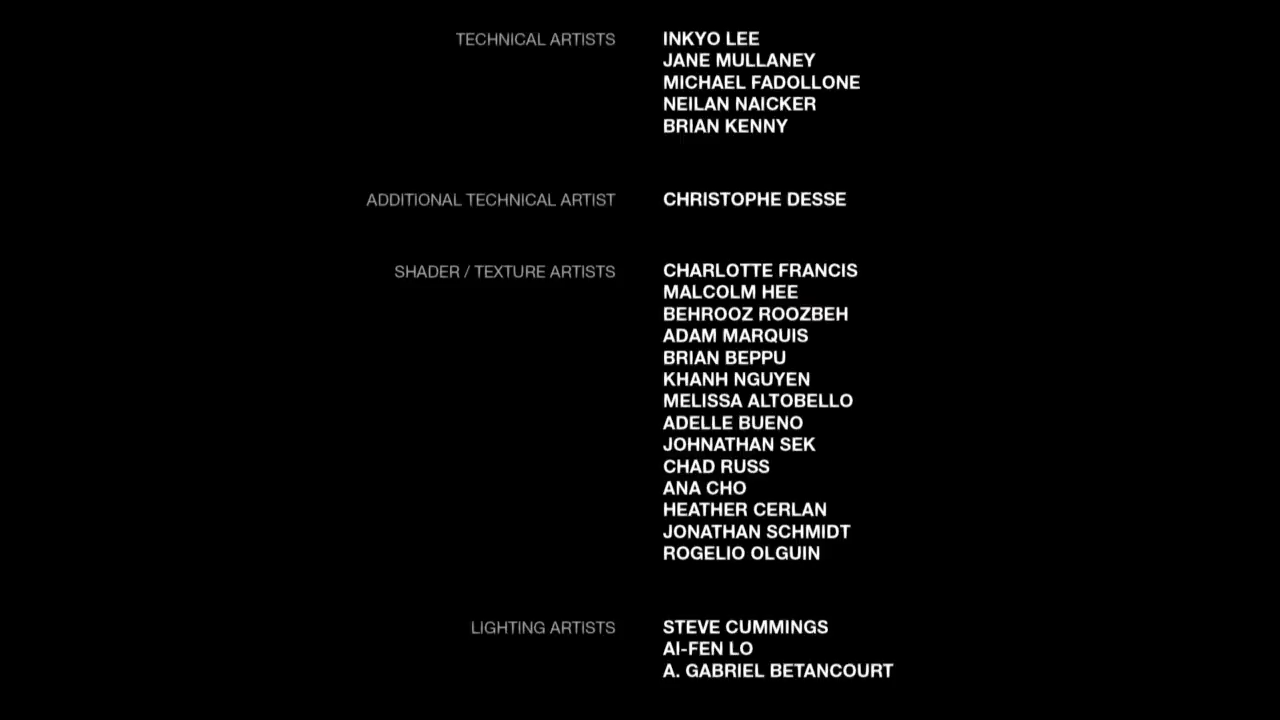 TECHNICAL ARTISTS INKYO LEE
JANE MULLANEY
MICHAEL FADOLLONE
NEILAN NAICKER
BRIAN KENNY
ADDITIONAL TECHNICAL ARTIST CHRISTOPHE DESSE
SHADER / TEXTURE ARTISTS CHARLOTTE FRANCIS
MALCOLM HEE
BEHROOZ ROOZBEH
ADAM MARQUIS
BRIAN BEPPU
KHANH NGUYEN
MELISSA ALTOBELLO
ADELLE BUENO
JOHNATHAN SEK
CHAD RUSS
ANA CHO
HEATHER CERLAN
JONATHAN SCHMIDT
ROGELIO OLGUIN
LIGHTING ARTISTS STEVE CUMMINGS
AI-FEN LO
A. GABRIEL BETANCOURT